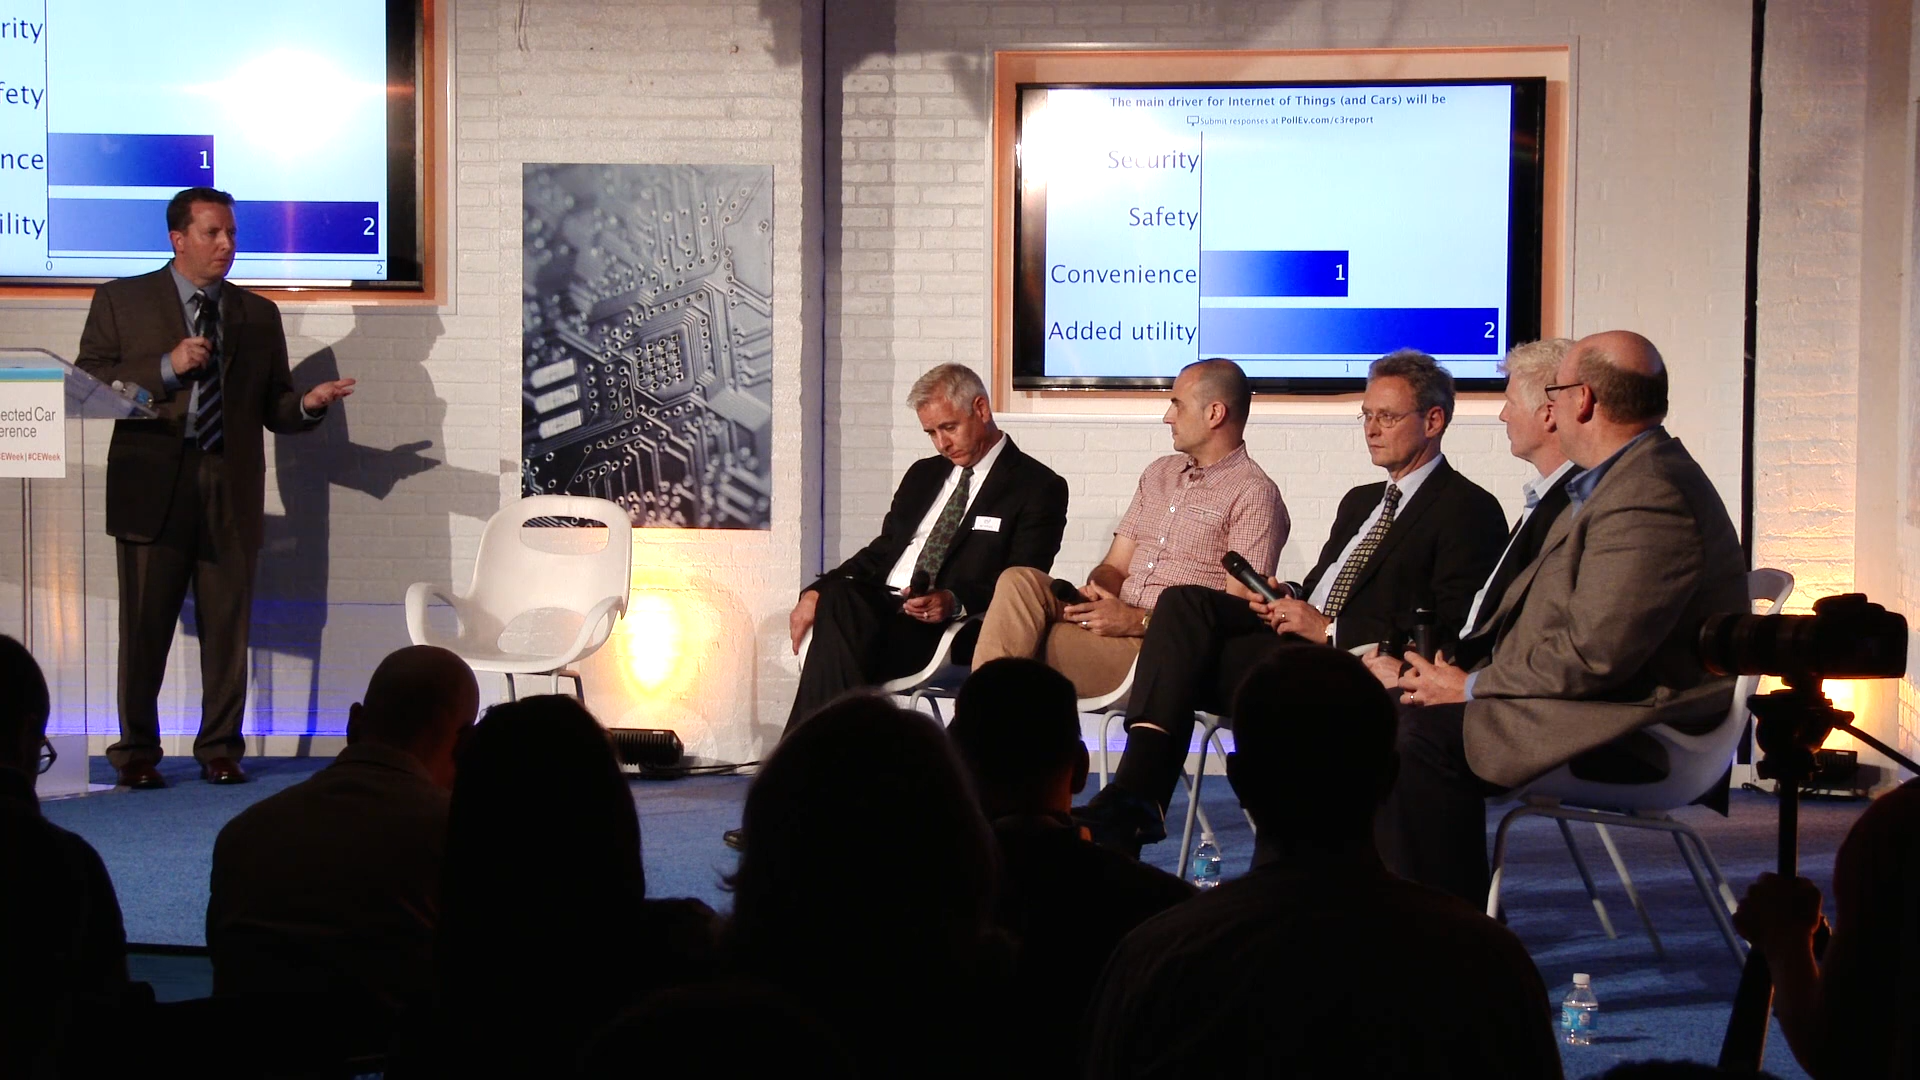 rity
fety
nce
1
ility
2
0
2
ected Car
erence
EWeek | #CEWeek
The main driver for Internet of Things (and Cars) will be
Submit responses at PollEv.com/c3report
Security
Safety
Convenience
1
Added utility
2
1